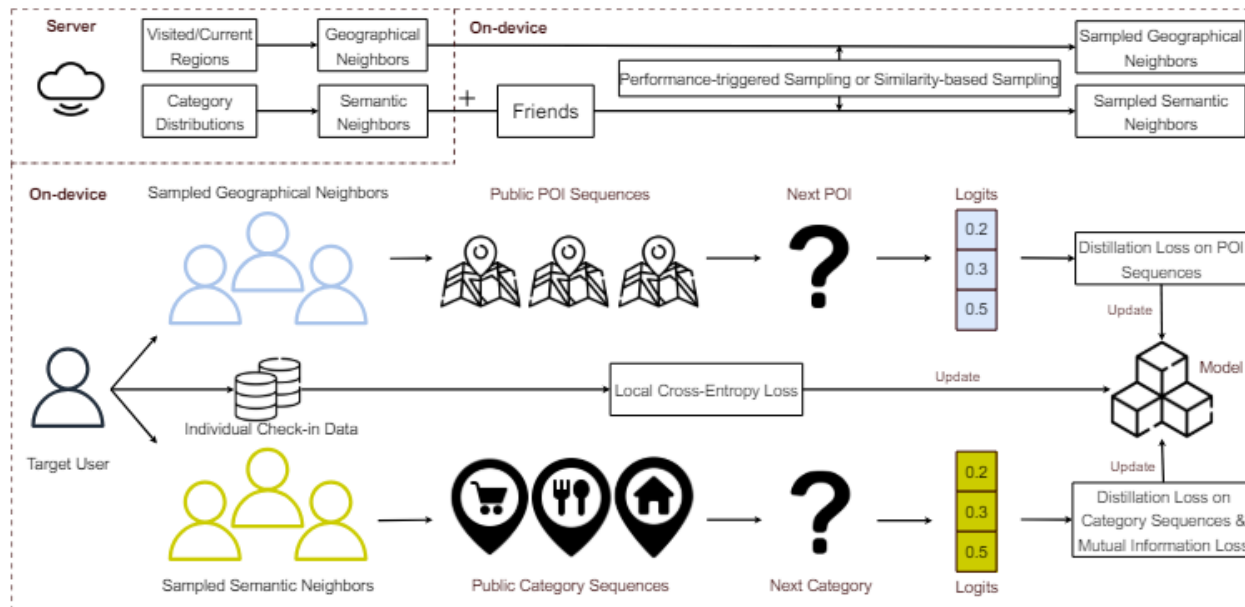 Server
On-device
Visited/Current
Regions
Geographical
Neighbors
Sampled Geographical
Neighbors
Performance-triggered Sampling or Similarity-based Sampling
Category
Distributions
Semantic
Neighbors
+
Friends
Sampled Semantic
Neighbors
On-device
Sampled Geographical Neighbors
Public POI Sequences
Next POI
Logits
0.2
0.3
0.5
Distillation Loss on POI
Sequences
Update
Target User
Individual Check-in Data
Local Cross-Entropy Loss
Update
Model
Update
0.2
0.3
0.5
Distillation Loss on
Category Sequences &
Mutual Information Loss
Sampled Semantic Neighbors
Public Category Sequences
Next Category
Logits